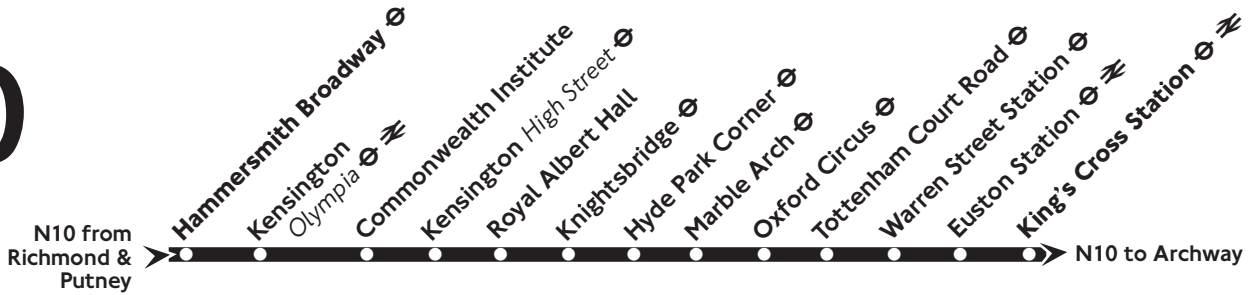 Hammersmith Broadway
Kensington
Olympia
Commonwealth Institute
Kensington High Street
Royal Albert Hall
Knightsbridge
Hyde Park Corner
Marble Arch
Oxford Circus
Tottenham Court Road
Warren Street Station
Euston Station
King's Cross Station
N10 from
Richmond &
Putney
N10 to Archway